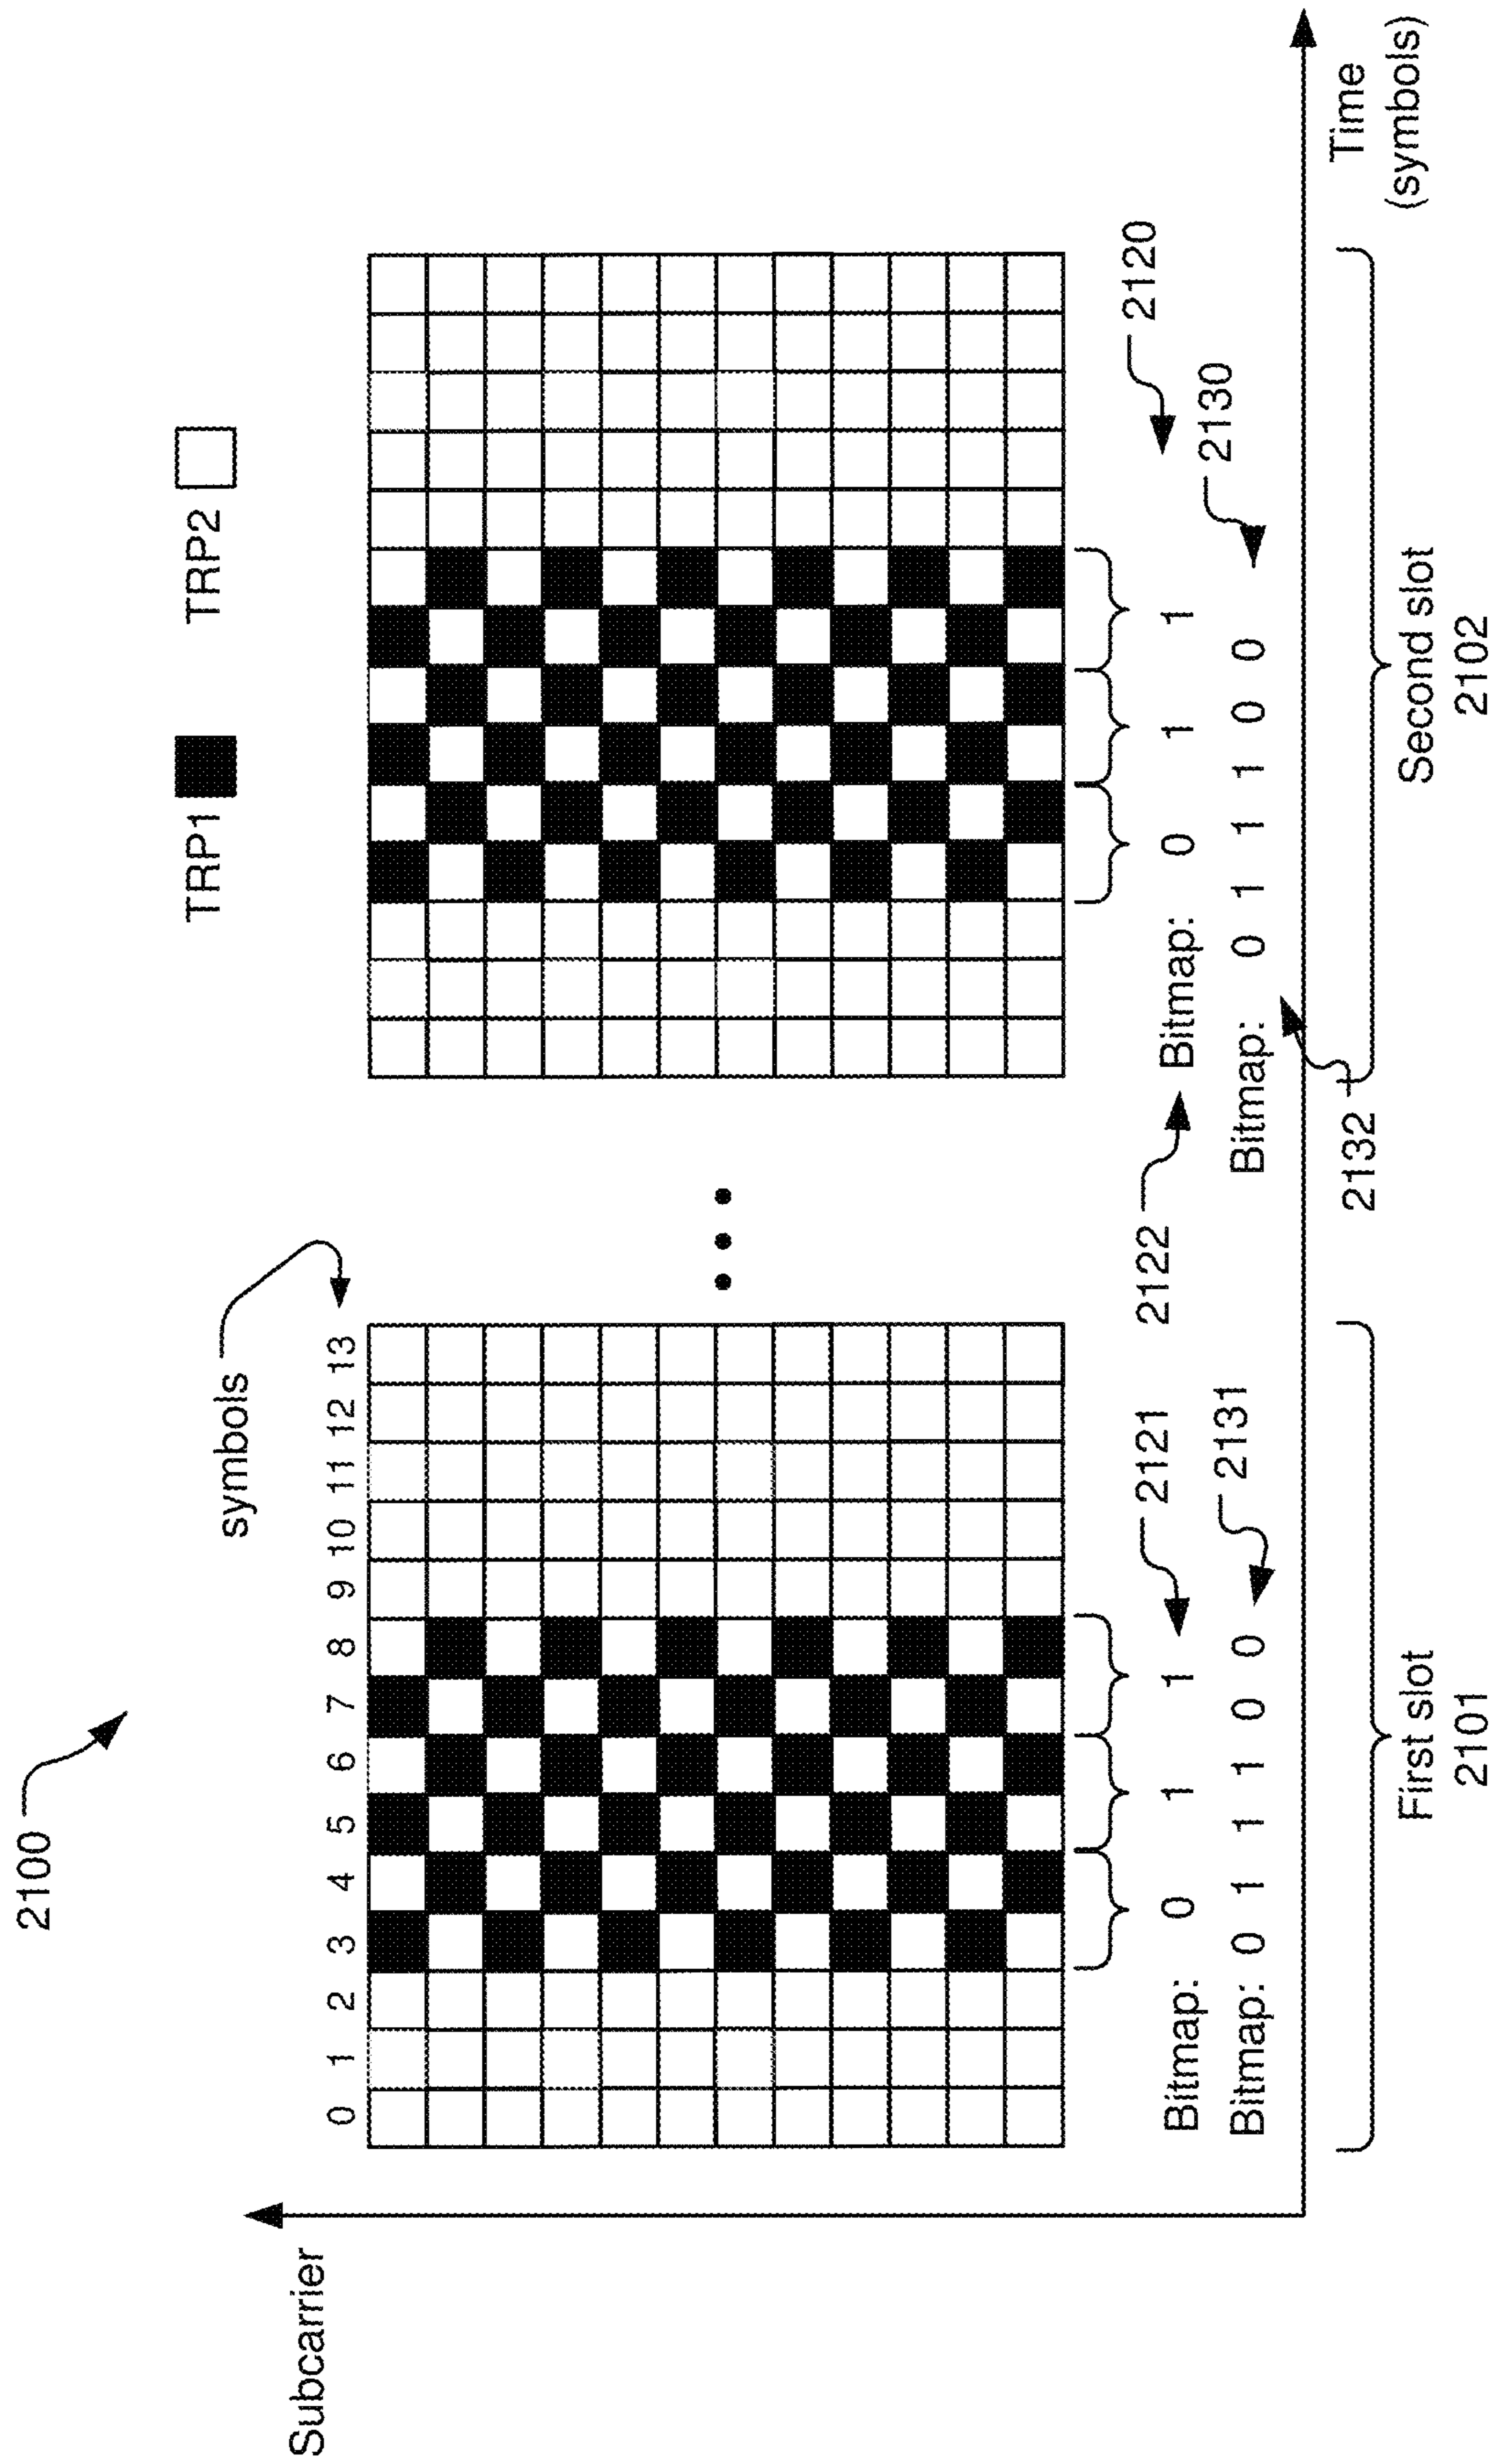 2100
TRP1 TRP2
symbols
Subcarrier
0 1 2 3 4 5 6 7 8 9 10 11 12 13
2121
2122
2120
Bitmap: 0 1 1
Bitmap: 0 1 1
2131
2130
Bitmap: 0 1 1 1 0 0
Bitmap: 0 1 1 1 0 0
2132
Time
(symbols)
First slot
2101
Second slot
2102